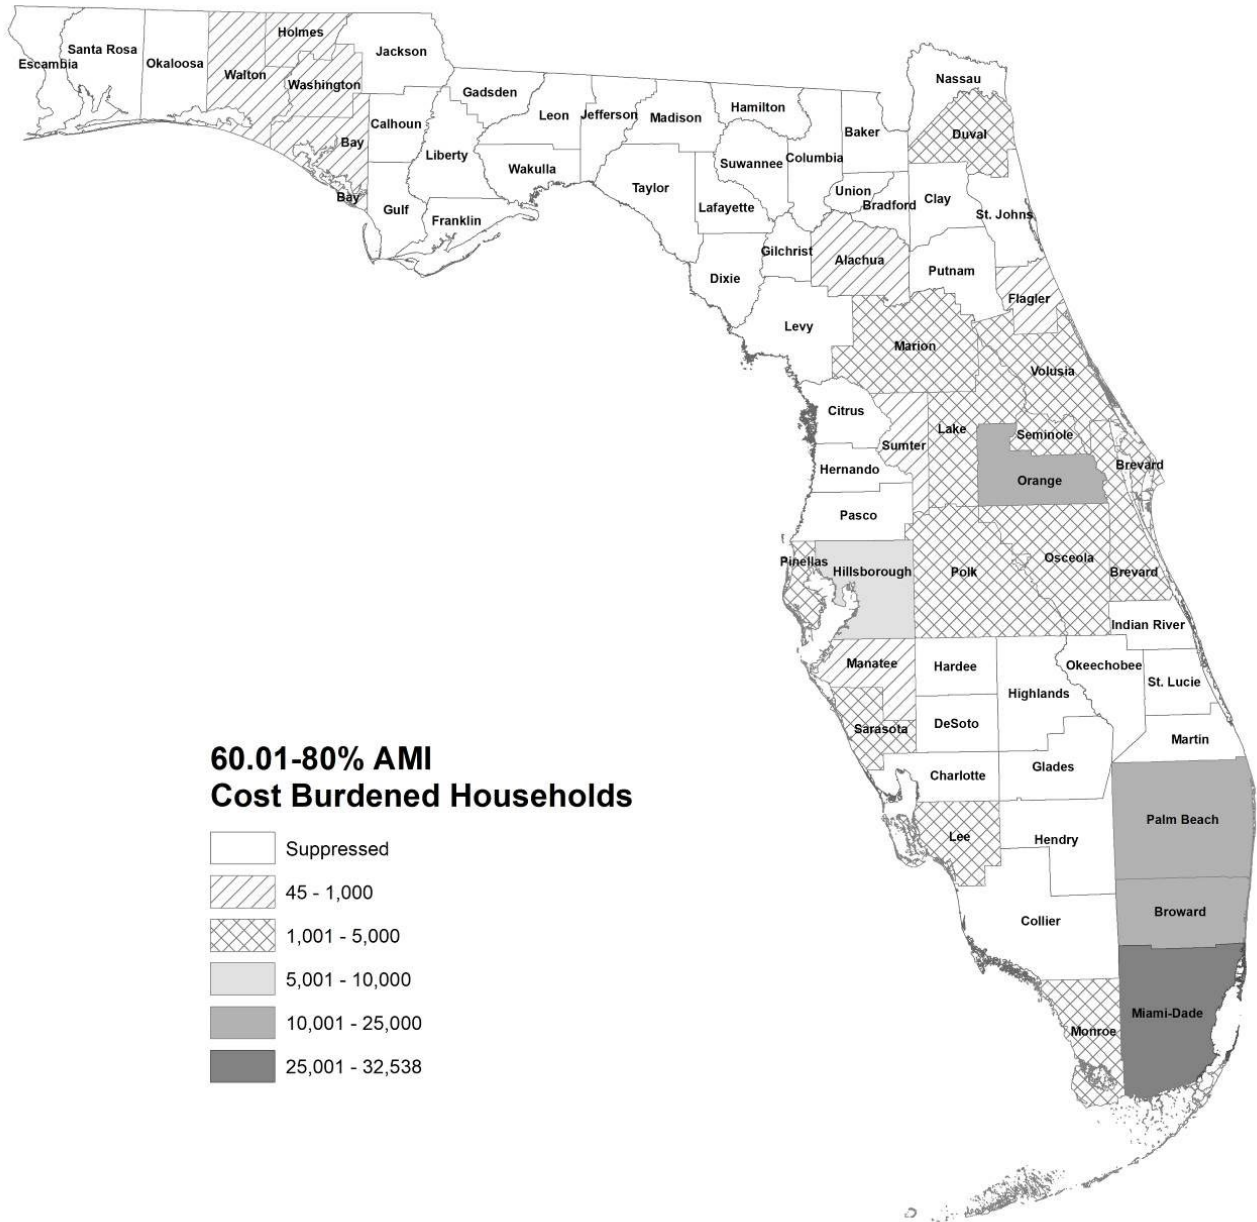 Holmes
Jackson
Santa Rosa
Escambia
Okaloosa
Walton
Washington
Nassau
Gadsden
Hamilton
Leon
Jefferson
Madison
Calhoun
Baker
Duval
Bay
Liberty
Suwannee
Columbia
Wakulla
Taylor
Union
Bradford
Clay
Bay
Gulf
Lafayette
St. Johns
Franklin
Gilchrist
Alachua
Putnam
Dixie
Flagler
Levy
Marion
Volusia
Citrus
Lake
Seminole
Sumter
Hernando
Brevard
Orange
Pasco
Pinellas
Hillsborough
Polk
Osceola
Brevard
Indian River
Manatee
Hardee
Okeechobee
Highlands
St. Lucie
Sarasota
DeSoto
Martin
Charlotte
Glades
Palm Beach
Lee
Hendry
Collier
Broward
Miami-Dade
Monroe
60.01-80% AMI
Cost Burdened Households
Suppressed
45 - 1,000
1,001 - 5,000
5,001 - 10,000
10,001 - 25,000
25,001 - 32,538